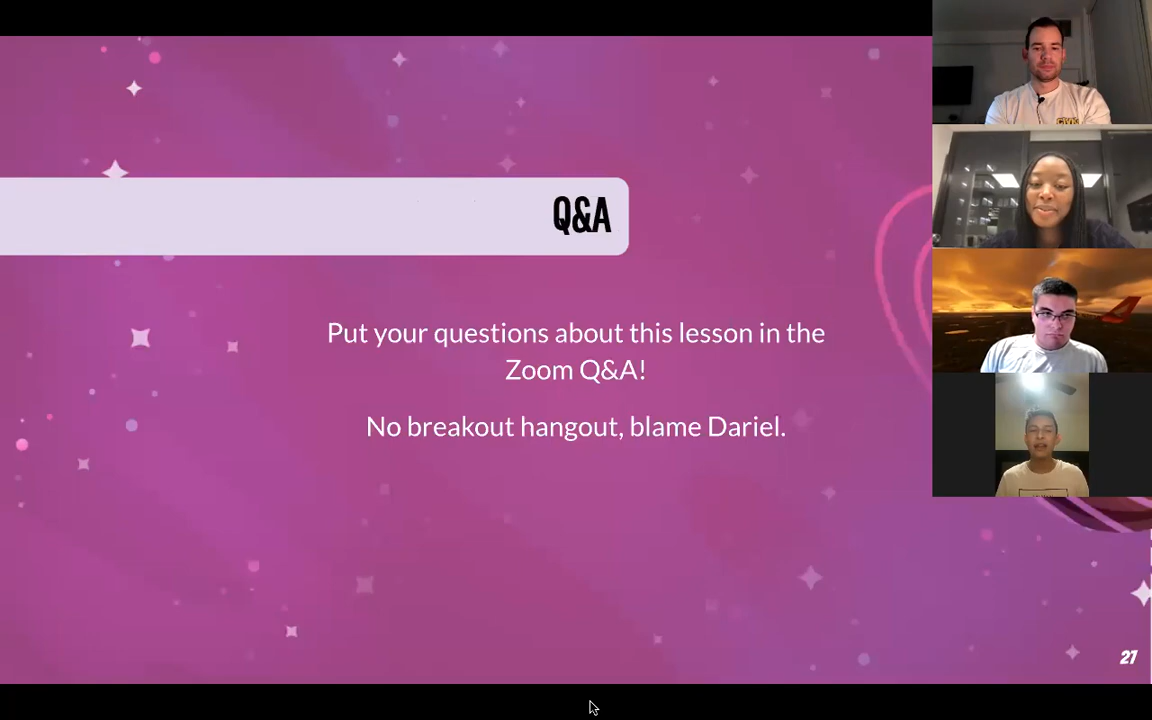 Q&A
Put your questions about this lesson in the
Zoom Q&A!
No breakout hangout, blame Dariel.
27